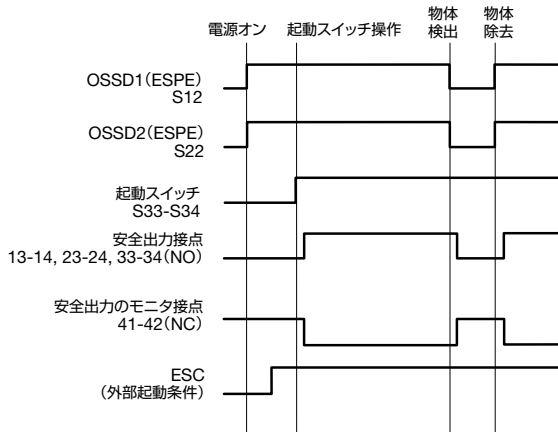 電源オン
起動スイッチ操作
物体
検出
物体
除去
OSSD1(ESPE)
S12
OSSD2(ESPE)
S22
起動スイッチ
S33-S34
安全出力接点
13-14, 23-24, 33-34(NO)
安全出力のモニタ接点
41-42(NC)
ESC
(外部起動条件)